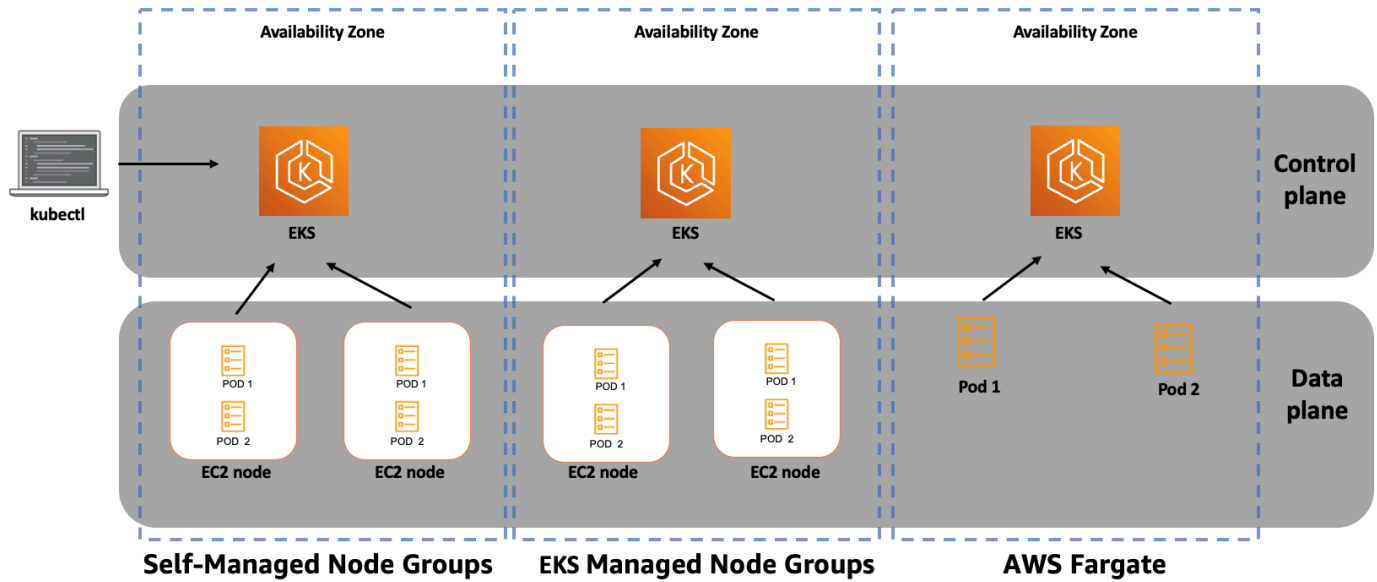 Availability Zone
Availability Zone
Availability Zone
K
K
K
kubectl
EKS
EKS
EKS
Control
plane
POD 1
POD 1
POD 1
POD 1
POD 2
POD 2
POD 2
POD 2
Pod 1
Pod 2
EC2 node
EC2 node
EC2 node
EC2 node
Data
plane
Self-Managed Node Groups
EKS Managed Node Groups
AWS Fargate